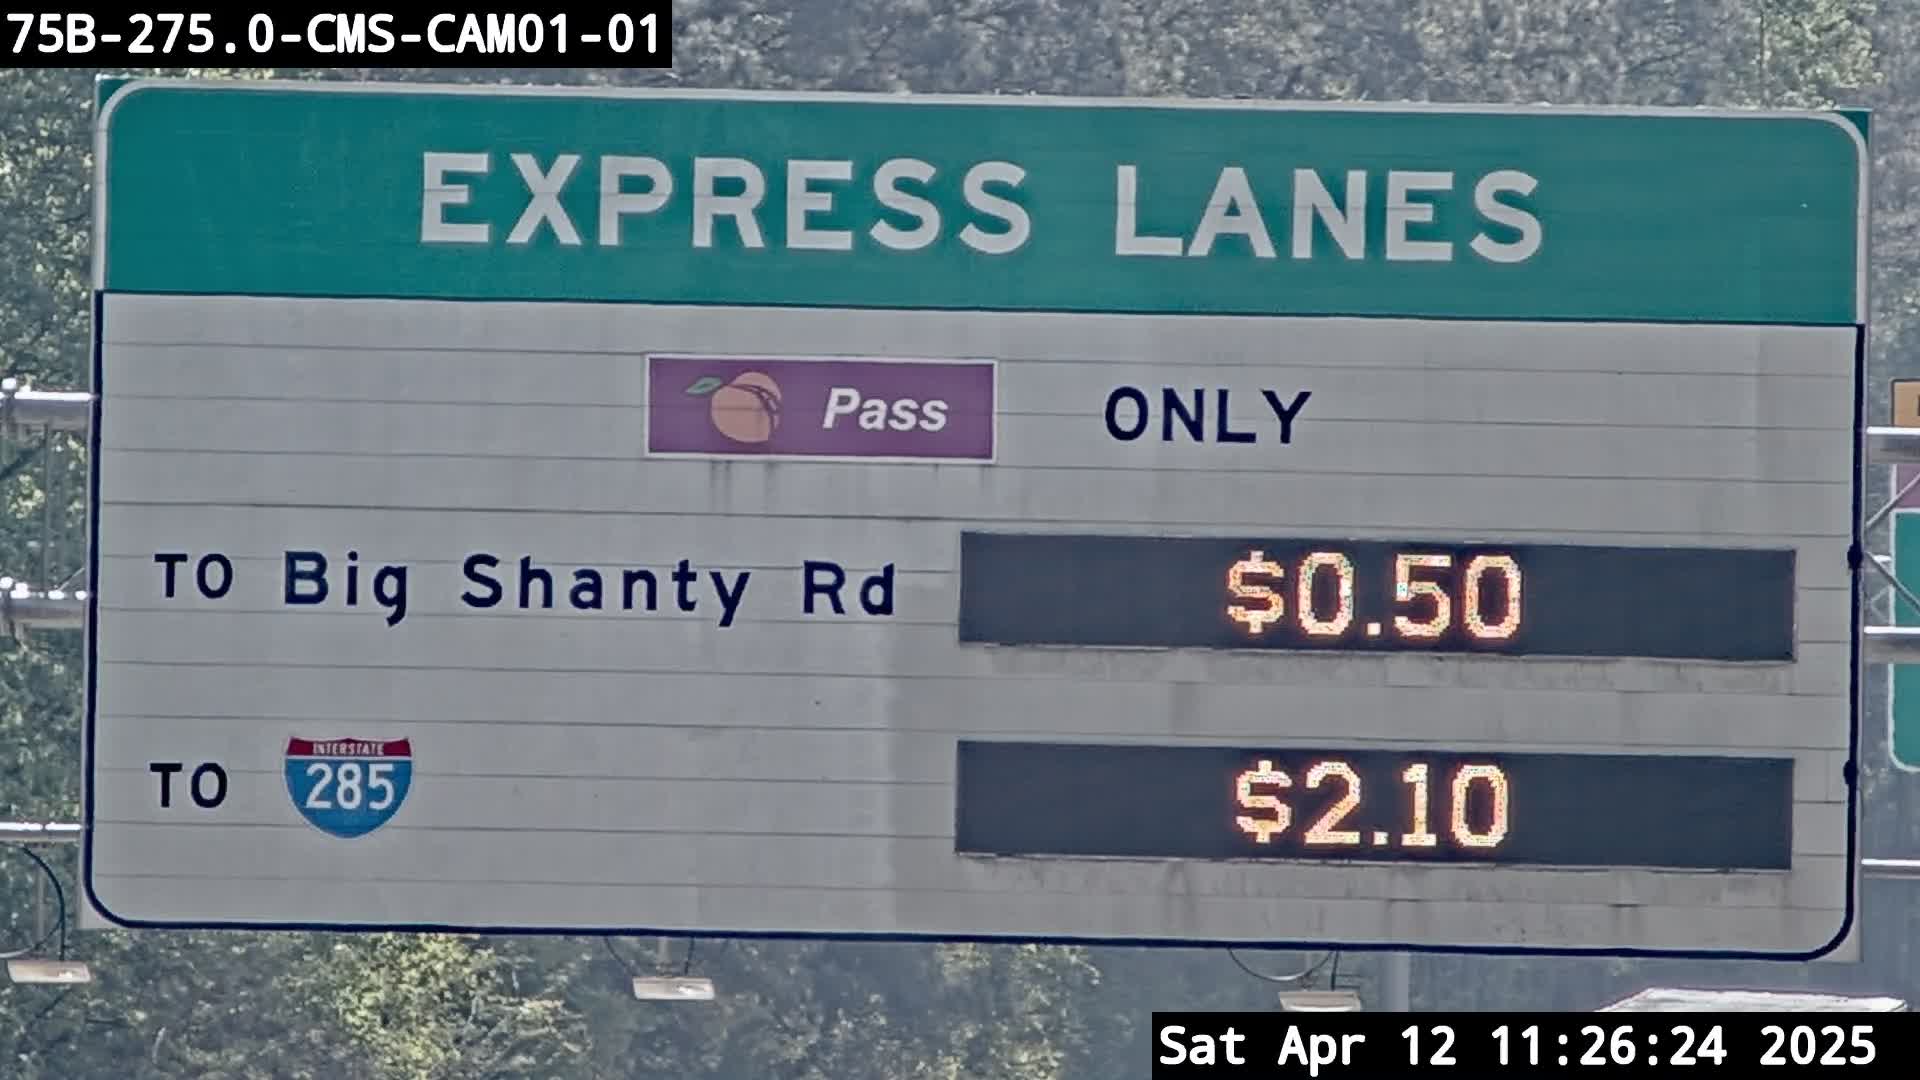 75B-275.0-CMS-CAM01-01
EXPRESS LANES
Pass ONLY
TO Big Shanty Rd $0.50
INTERSTATE
TO 285 $2.10
Sat Apr 12 11:26:24 2025